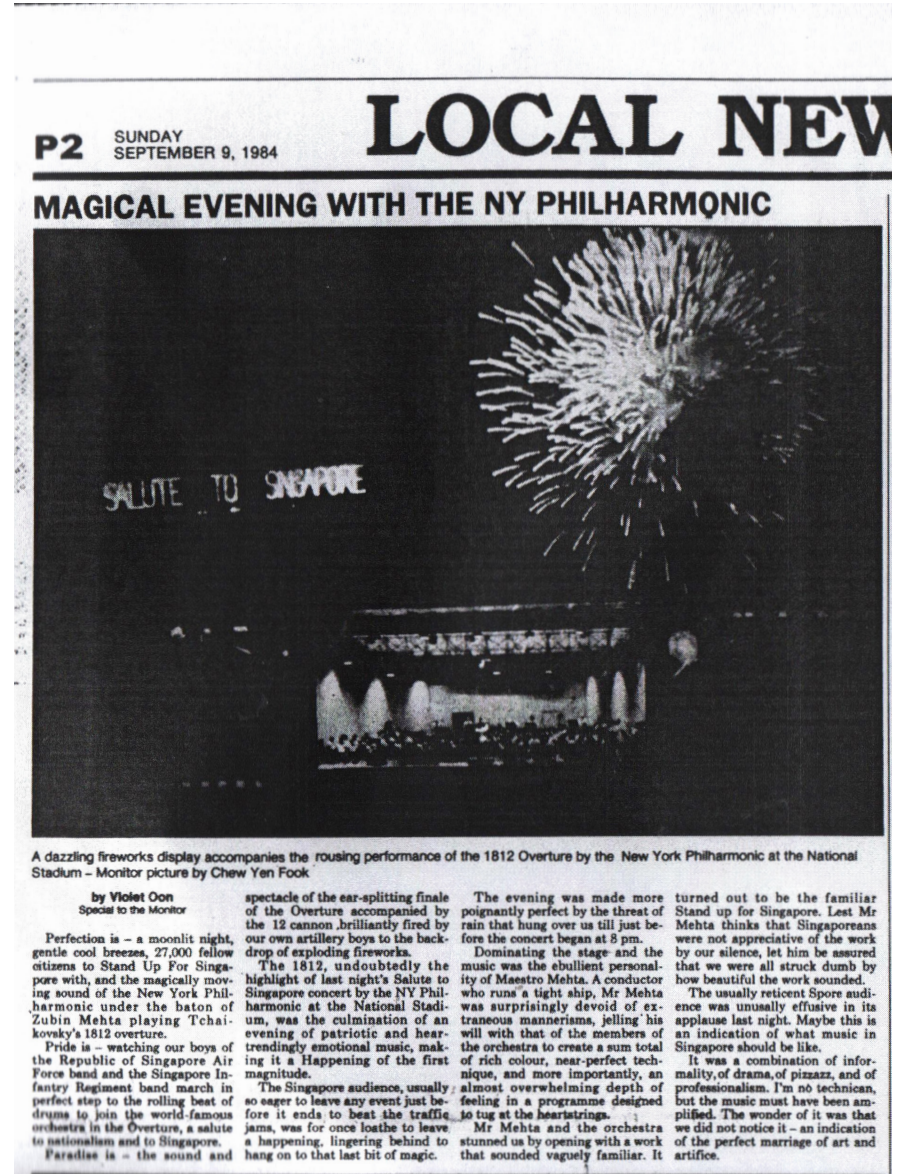 P2
SUNDAY
SEPTEMBER 9, 1984
LOCAL NEW
MAGICAL EVENING WITH THE NY PHILHARMONIC
SALUTE TO SINGAPORE
A dazzling fireworks display accompanies the rousing performance of the 1812 Overture by the New York Philharmonic at the National
Stadium – Monitor picture by Chew Yen Fook
by Violet Oon
Special to the Monitor
Perfection is – a moonlit night,
gentle cool breezes, 27,000 fellow
citizens to Stand Up For Singa-
pore with, and the magically mov-
ing sound of the New York Phil-
harmonic under the baton of
Zubin Mehta playing Tchai-
kovsky's 1812 overture.
Pride is – watching our boys of
the Republic of Singapore Air
Force band and the Singapore In-
fantry Regiment band march in
perfect step to the rolling beat of
drums to join the world-famous
orchestra in the Overture, a salute
to nationalism and to Singapore.
Paradise is – the sound and
spectacle of the ear-splitting finale
of the Overture accompanied by
the 12 cannon ,brilliantly fired by
our own artillery boys to the back-
drop of exploding fireworks.
The 1812, undoubtedly the
highlight of last night's Salute to
Singapore concert by the NY Phil-
harmonic at the National Stadi-
um, was the culmination of an
evening of patriotic and hear-
trendingly emotional music, mak-
ing it a Happening of the first
magnitude.
The Singapore audience, usually
so eager to leave any event just be-
fore it ends to beat the traffic
jams, was for once loathe to leave
a happening, lingering behind to
hang on to that last bit of magic.
The evening was made more
poignantly perfect by the threat of
rain that hung over us till just be-
fore the concert began at 8 pm.
Dominating the stage and the
music was the ebullient personal-
ity of Maestro Mehta. A conductor
who runs a tight ship, Mr Mehta
was surprisingly devoid of ex-
traneous mannerisms, jelling his
will with that of the members of
the orchestra to create a sum total
of rich colour, near-perfect tech-
nique, and more importantly, an
almost overwhelming depth of
feeling in a programme designed
to tug at the heartstrings.
Mr Mehta and the orchestra
stunned us by opening with a work
that sounded vaguely familiar. It
turned out to be the familiar
Stand up for Singapore. Lest Mr
Mehta thinks that Singaporeans
were not appreciative of the work
by our silence, let him be assured
that we were all struck dumb by
how beautiful the work sounded.
The usually reticent Spore audi-
ence was unusally effusive in its
applause last night. Maybe this is
an indication of what music in
Singapore should be like.
It was a combination of infor-
mality, of drama, of pizzazz, and of
professionalism. I'm no technican,
but the music must have been am-
plified. The wonder of it was that
we did not notice it – an indication
of the perfect marriage of art and
artifice.